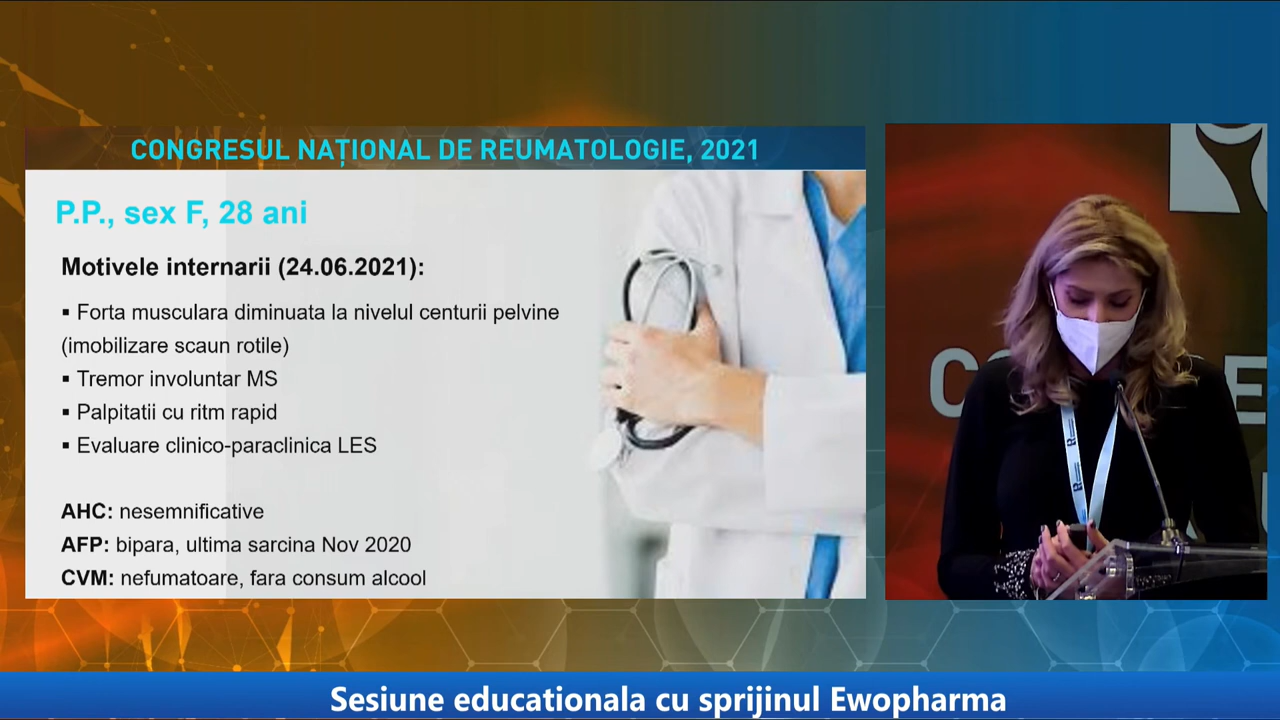 CONGRESUL NAȚIONAL DE REUMATOLOGIE, 2021
P.P., sex F, 28 ani
Motivele internarii (24.06.2021):
▪ Forta musculara diminuata la nivelul centurii pelvine
(imobilizare scaun rotile)
▪ Tremor involuntar MS
▪ Palpitatii cu ritm rapid
▪ Evaluare clinico-paraclinica LES
AHC: nesemnificative
AFP: bipara, ultima sarcina Nov 2020
CVM: nefumatoare, fara consum alcool
Sesiune educationala cu sprijinul Ewopharma